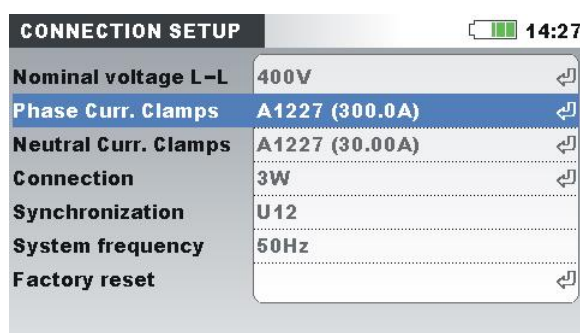 CONNECTION SETUP 14:27
Nominal voltage L-L 400V
Phase Curr. Clamps A1227 (300.0A)
Neutral Curr. Clamps A1227 (30.00A)
Connection 3W
Synchronization U12
System frequency 50Hz
Factory reset